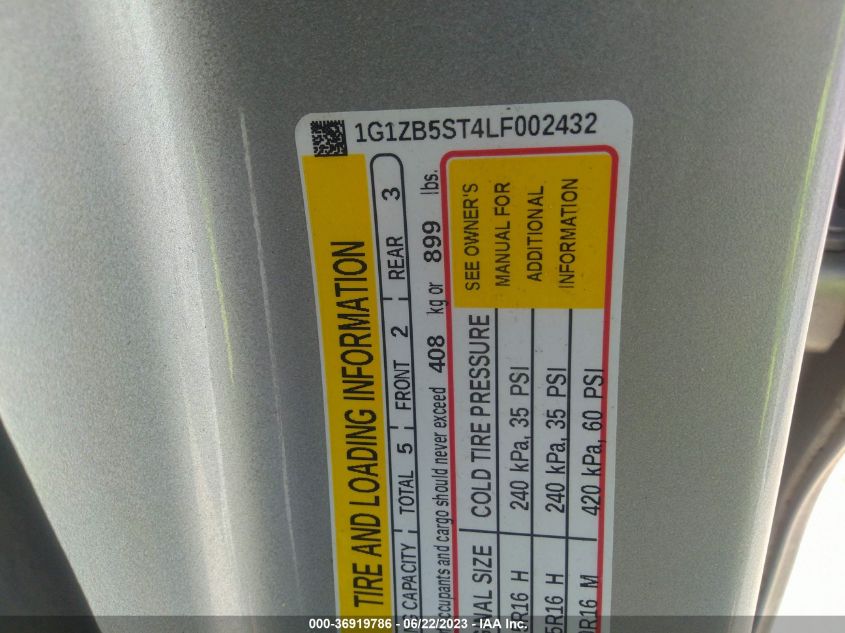 1G1ZB5ST4LF002432
TIRE AND LOADING INFORMATION
CAPACITY TOTAL 5 FRONT 2 REAR 3
occupants and cargo should never exceed 408 kg or 899 lbs.
SIZE COLD TIRE PRESSURE
R16 H 240 kPa, 35 PSI
R16 H 240 kPa, 35 PSI
R16 M 420 kPa, 60 PSI
SEE OWNER'S
MANUAL FOR
ADDITIONAL
INFORMATION
000-36919786 - 06/22/2023 - IAA Inc.